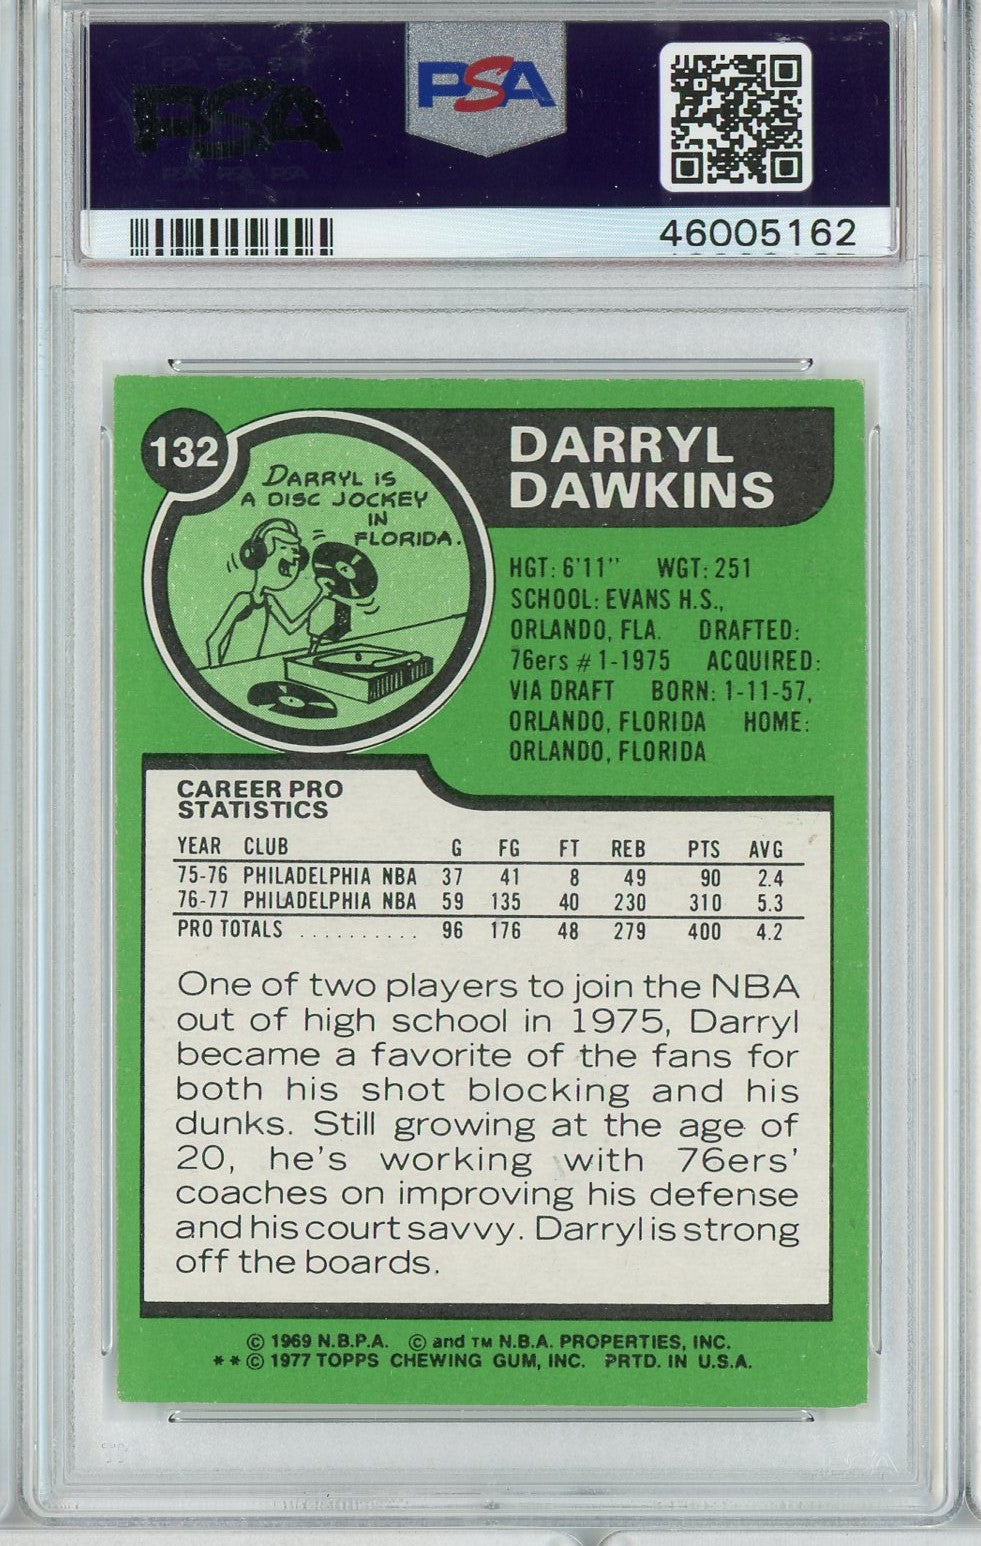 PSA
PSA
46005162
132
DARRYL IS
A DISC JOCKEY
IN
FLORIDA.
DARRYL
DAWKINS
HGT: 6'11" WGT: 251
SCHOOL: EVANS H.S.,
ORLANDO, FLA. DRAFTED:
76ers #1-1975 ACQUIRED:
VIA DRAFT BORN: 1-11-57,
ORLANDO, FLORIDA HOME:
ORLANDO, FLORIDA
CAREER PRO
STATISTICS
YEAR CLUB G FG FT REB PTS AVG
75-76 PHILADELPHIA NBA 37 41 8 49 90 2.4
76-77 PHILADELPHIA NBA 59 135 40 230 310 5.3
PRO TOTALS .......... 96 176 48 279 400 4.2
One of two players to join the NBA
out of high school in 1975, Darryl
became a favorite of the fans for
both his shot blocking and his
dunks. Still growing at the age of
20, he's working with 76ers'
coaches on improving his defense
and his court savvy. Darryl is strong
off the boards.
© 1969 N.B.P.A. © and TM N.B.A. PROPERTIES, INC.
**© 1977 TOPPS CHEWING GUM, INC. PRTD. IN U.S.A.